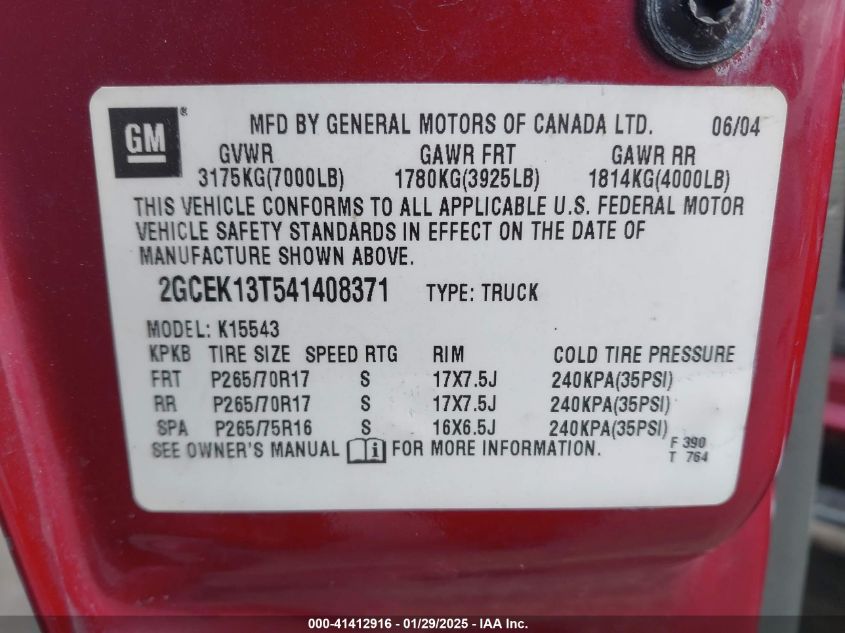 GM ®
MFD BY GENERAL MOTORS OF CANADA LTD. 06/04
GVWR GAWR FRT GAWR RR
3175KG(7000LB) 1780KG(3925LB) 1814KG(4000LB)
THIS VEHICLE CONFORMS TO ALL APPLICABLE U.S. FEDERAL MOTOR
VEHICLE SAFETY STANDARDS IN EFFECT ON THE DATE OF
MANUFACTURE SHOWN ABOVE.
2GCEK13T541408371 TYPE: TRUCK
MODEL: K15543
KPKB TIRE SIZE SPEED RTG RIM COLD TIRE PRESSURE
FRT P265/70R17 S 17X7.5J 240KPA(35PSI)
RR P265/70R17 S 17X7.5J 240KPA(35PSI)
SPA P265/75R16 S 16X6.5J 240KPA(35PSI)
SEE OWNER'S MANUAL i FOR MORE INFORMATION.
F 390
T 764
000-41412916 - 01/29/2025 - IAA Inc.